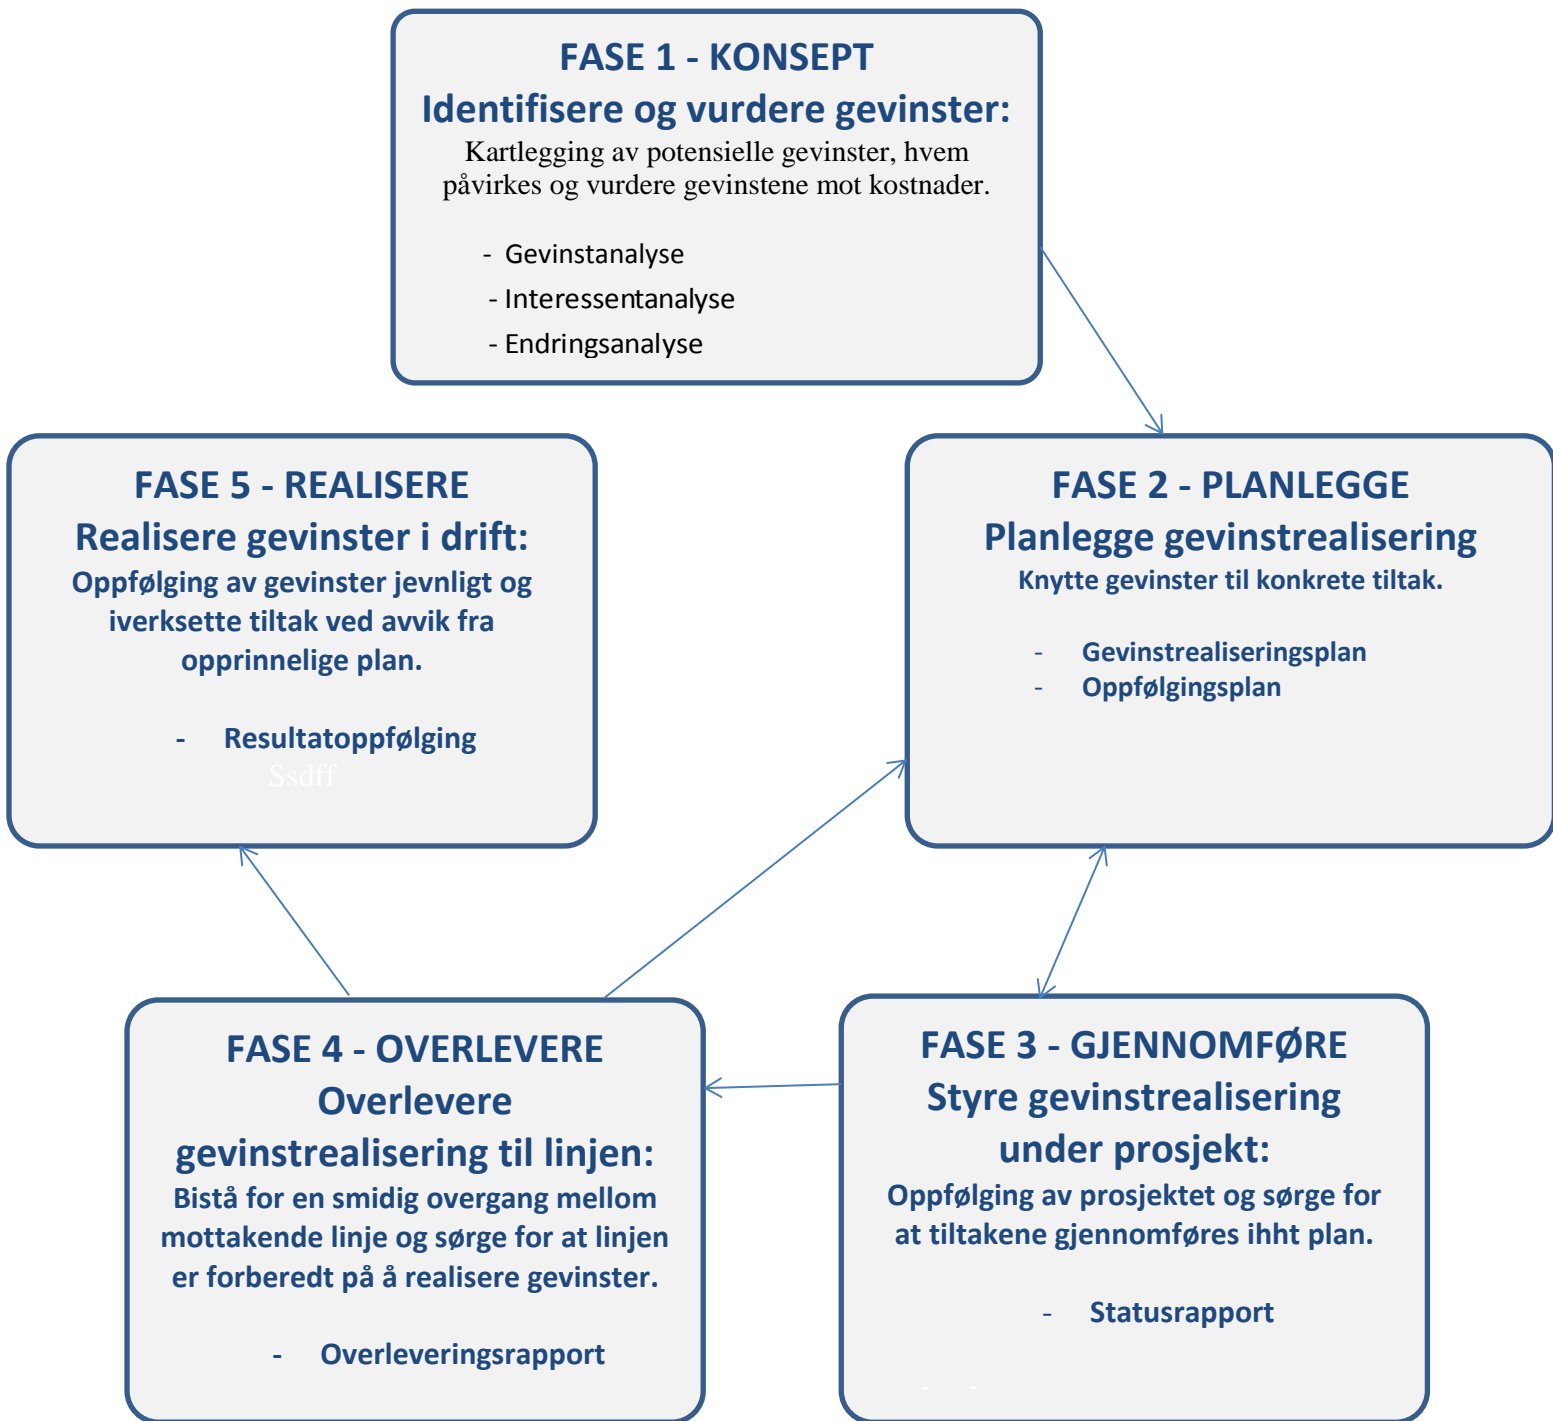 FASE 1 - KONSEPT
Identifisere og vurdere gevinster:
Kartlegging av potensielle gevinster, hvem
påvirkes og vurdere gevinstene mot kostnader.
- Gevinstanalyse
- Interessentanalyse
- Endringsanalyse
FASE 2 - PLANLEGGE
Planlegge gevinstrealisering
Knytte gevinster til konkrete tiltak.
- Gevinstrealiseringsplan
- Oppfølgingsplan
FASE 3 - GJENNOMFØRE
Styre gevinstrealisering
under prosjekt:
Oppfølging av prosjektet og sørge for
at tiltakene gjennomføres ihht plan.
- Statusrapport
FASE 4 - OVERLEVERE
Overlevere
gevinstrealisering til linjen:
Bistå for en smidig overgang mellom
mottakende linje og sørge for at linjen
er forberedt på å realisere gevinster.
- Overleveringsrapport
FASE 5 - REALISERE
Realisere gevinster i drift:
Oppfølging av gevinster jevnligt og
iverksette tiltak ved avvik fra
opprinnelige plan.
- Resultatoppfølging
Ssdff